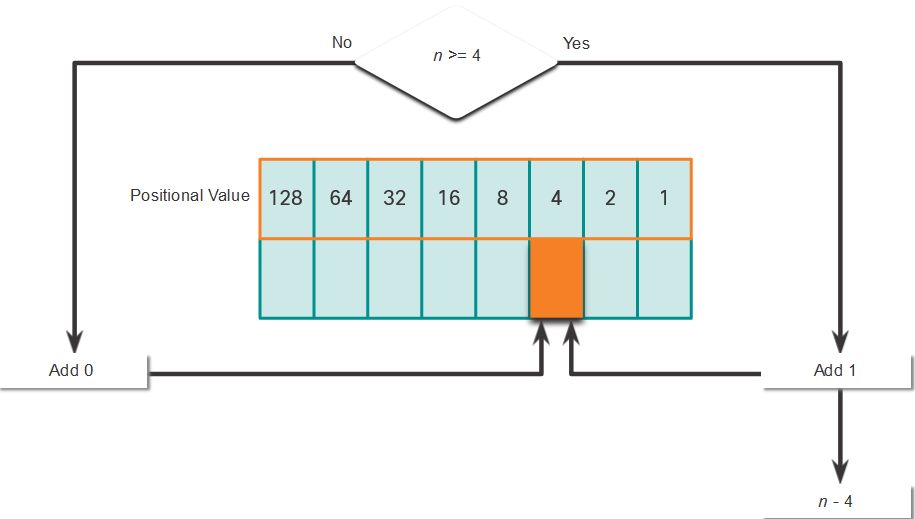 No
n >= 4
Yes
Positional Value
128 64 32 16 8 4 2 1
Add 0
Add 1
n - 4